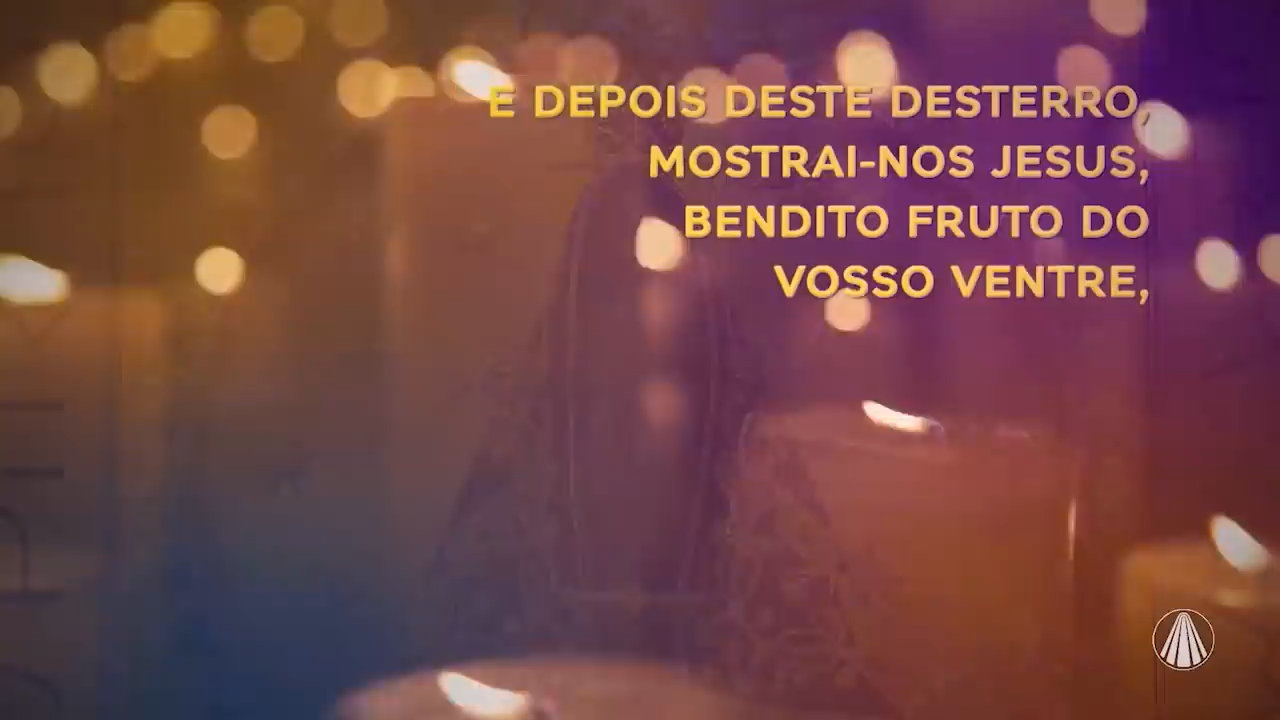 E DEPOIS DESTE DESTERRO,
MOSTRAI-NOS JESUS,
BENDITO FRUTO DO
VOSSO VENTRE,